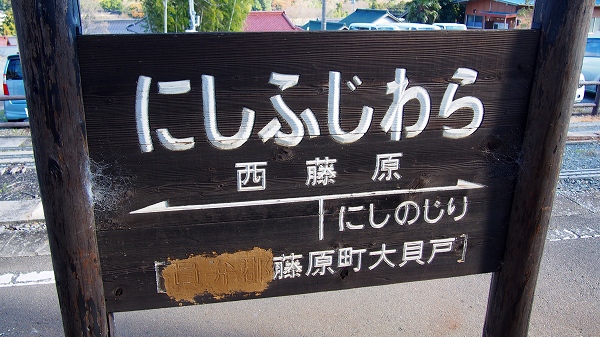 にしふじわら
西藤原
にしのじり
[藤原町大貝戸]